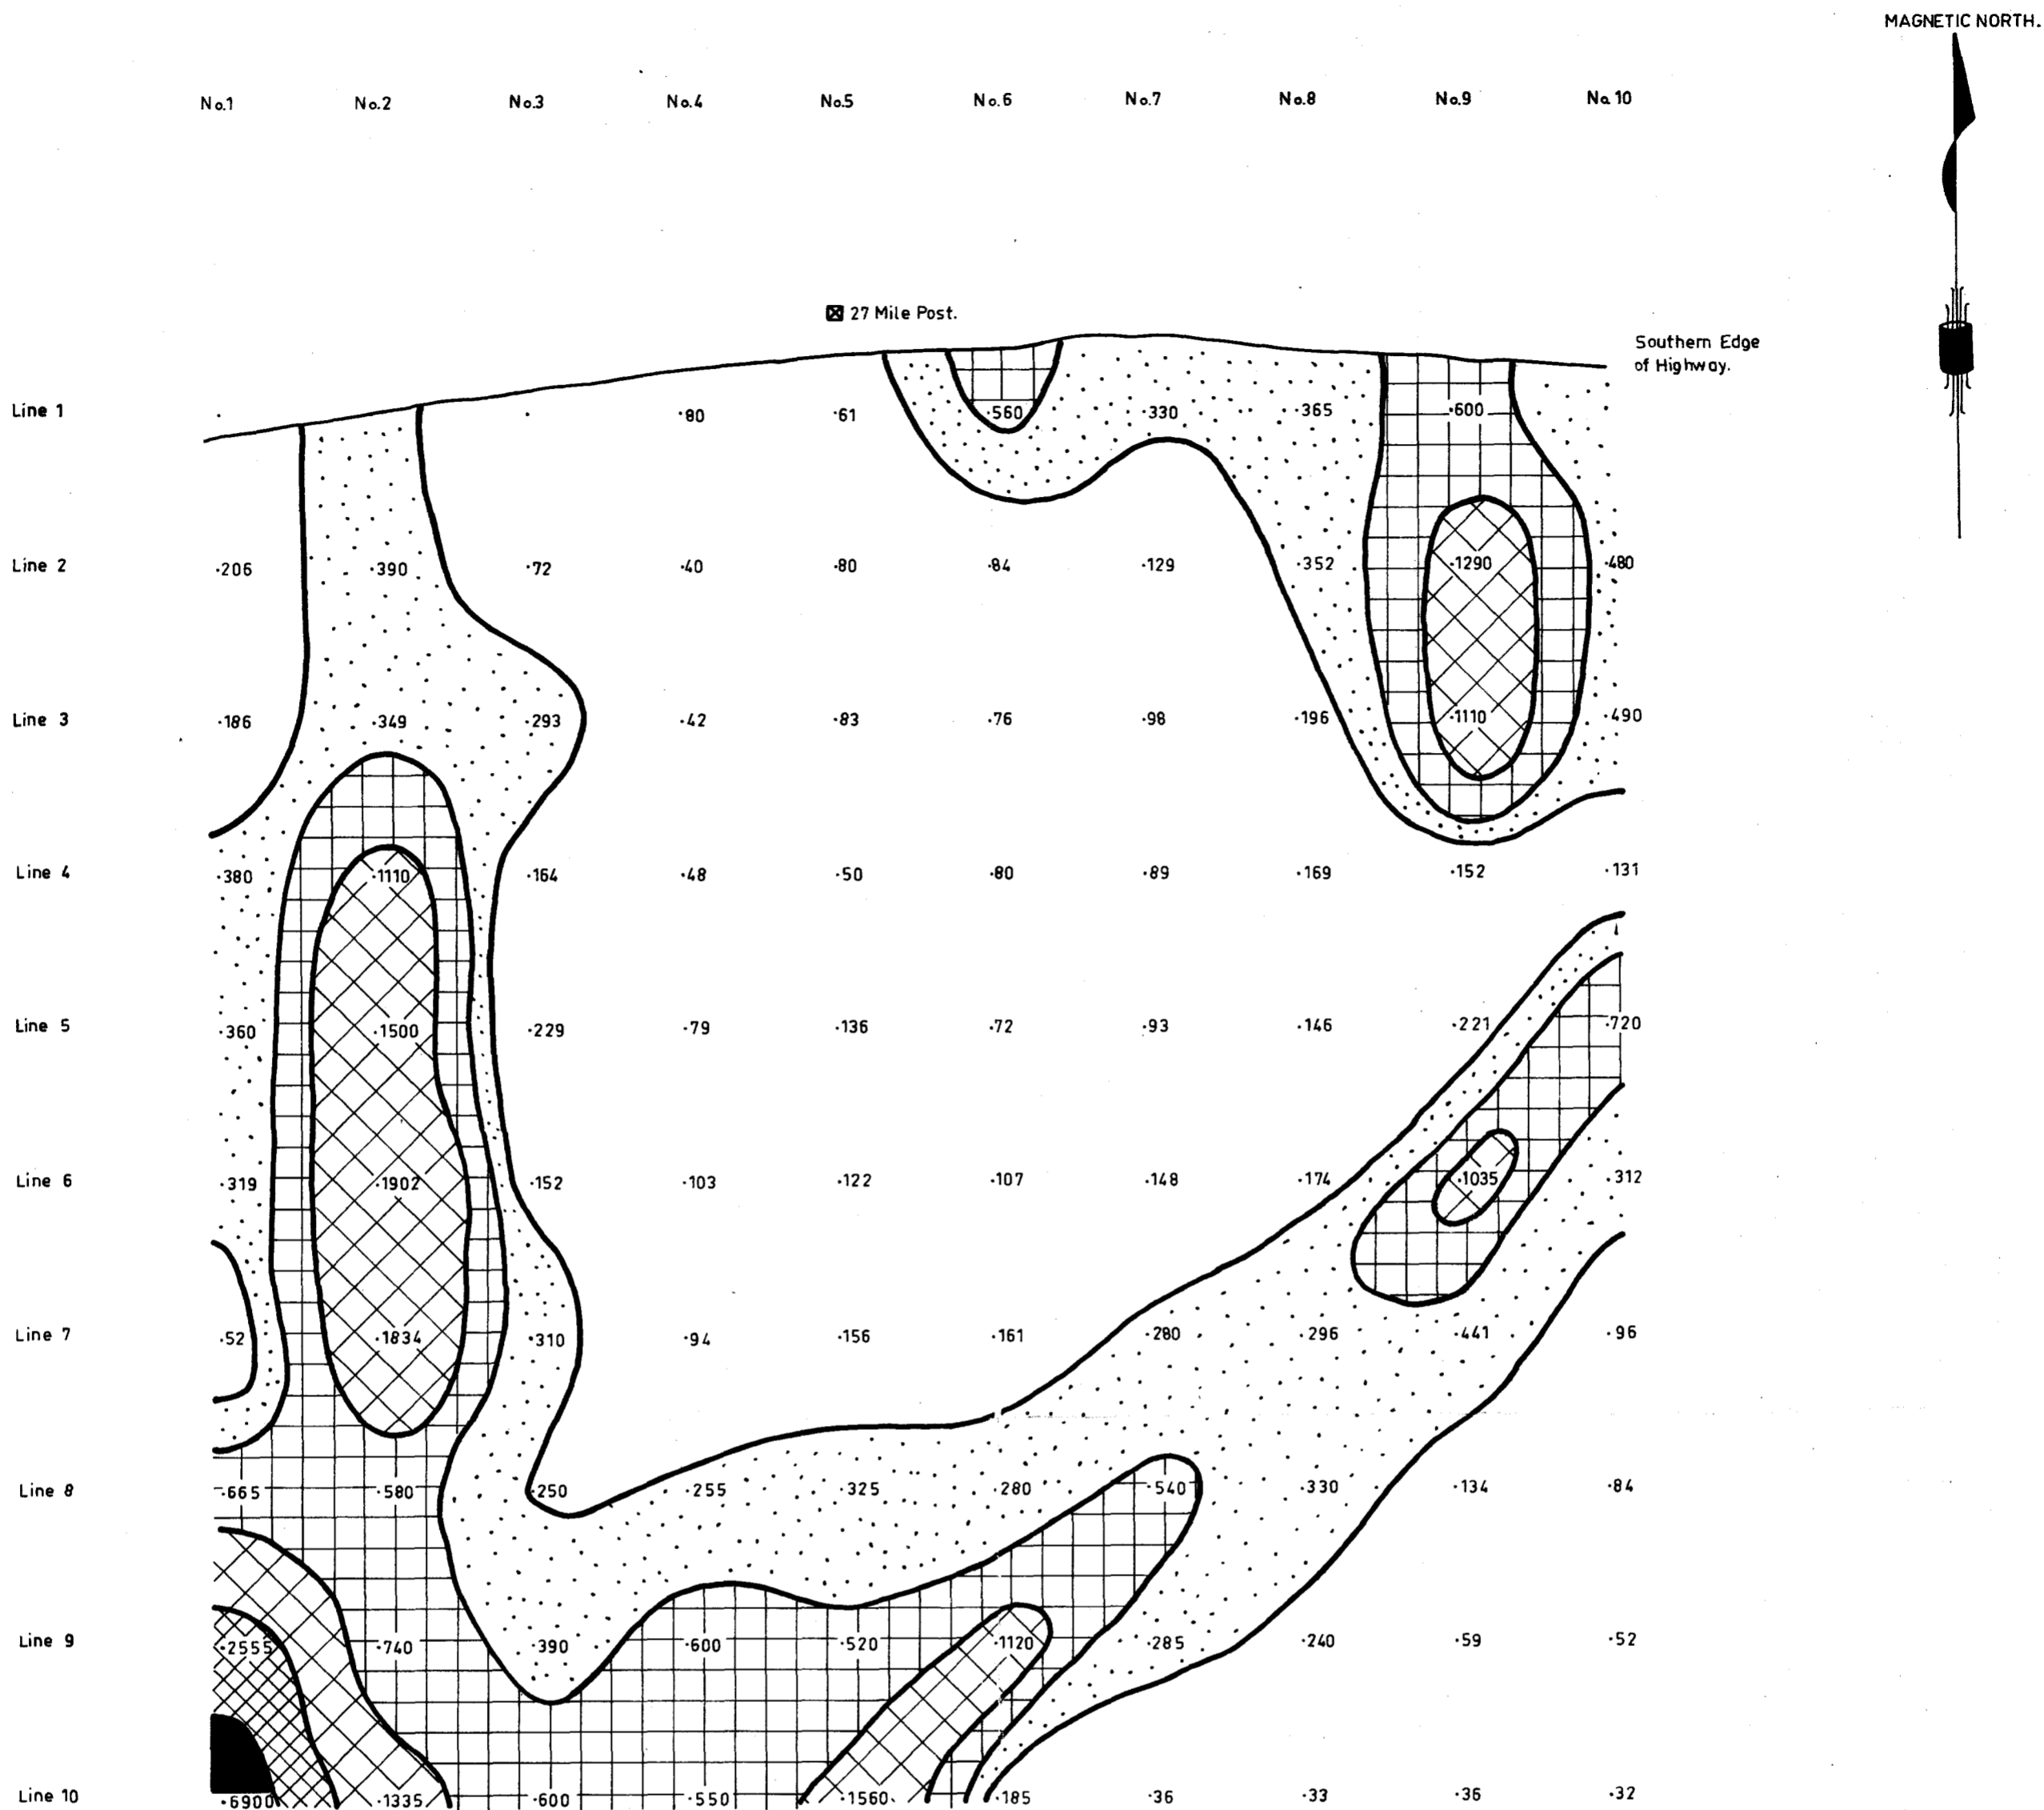 MAGNETIC NORTH.
No.1 No.2 No.3 No.4 No.5 No.6 No.7 No.8 No.9 No.10
27 Mile Post.
Southern Edge
of Highway.
Line 1 · · ·80 ·61 ·560 ·330 ·365 ·600
Line 2 ·206 ·390 ·72 ·40 ·80 ·84 ·129 ·352 ·1290 ·480
Line 3 ·186 ·349 ·293 ·42 ·83 ·76 ·98 ·196 ·1110 ·490
Line 4 ·380 ·1110 ·164 ·48 ·50 ·80 ·89 ·169 ·152 ·131
Line 5 ·360 ·1500 ·229 ·79 ·136 ·72 ·93 ·146 ·221 ·720
Line 6 ·319 ·1902 ·152 ·103 ·122 ·107 ·148 ·174 ·1035 ·312
Line 7 ·52 ·1834 ·310 ·94 ·156 ·161 ·280 ·296 ·441 ·96
Line 8 ·665 ·580 ·250 ·255 ·325 ·280 ·540 ·330 ·134 ·84
Line 9 ·2555 ·740 ·390 ·600 ·520 ·1120 ·285 ·240 ·59 ·52
Line 10 ·6900 ·1335 ·600 ·550 ·1560 ·185 ·36 ·33 ·36 ·32